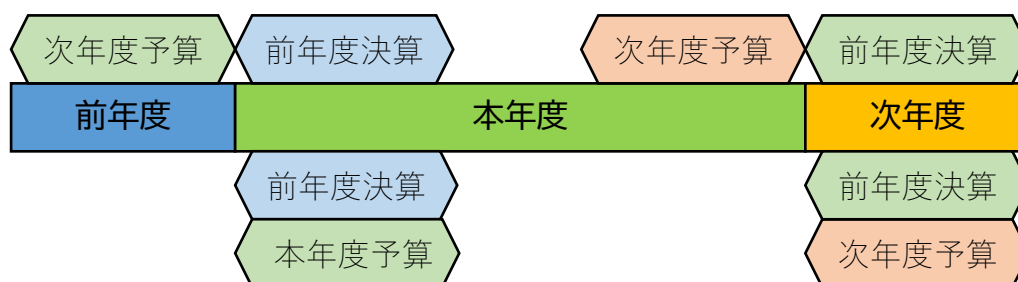 次年度予算 前年度決算 次年度予算 前年度決算
前年度 本年度 次年度
前年度決算 前年度決算
本年度予算 次年度予算